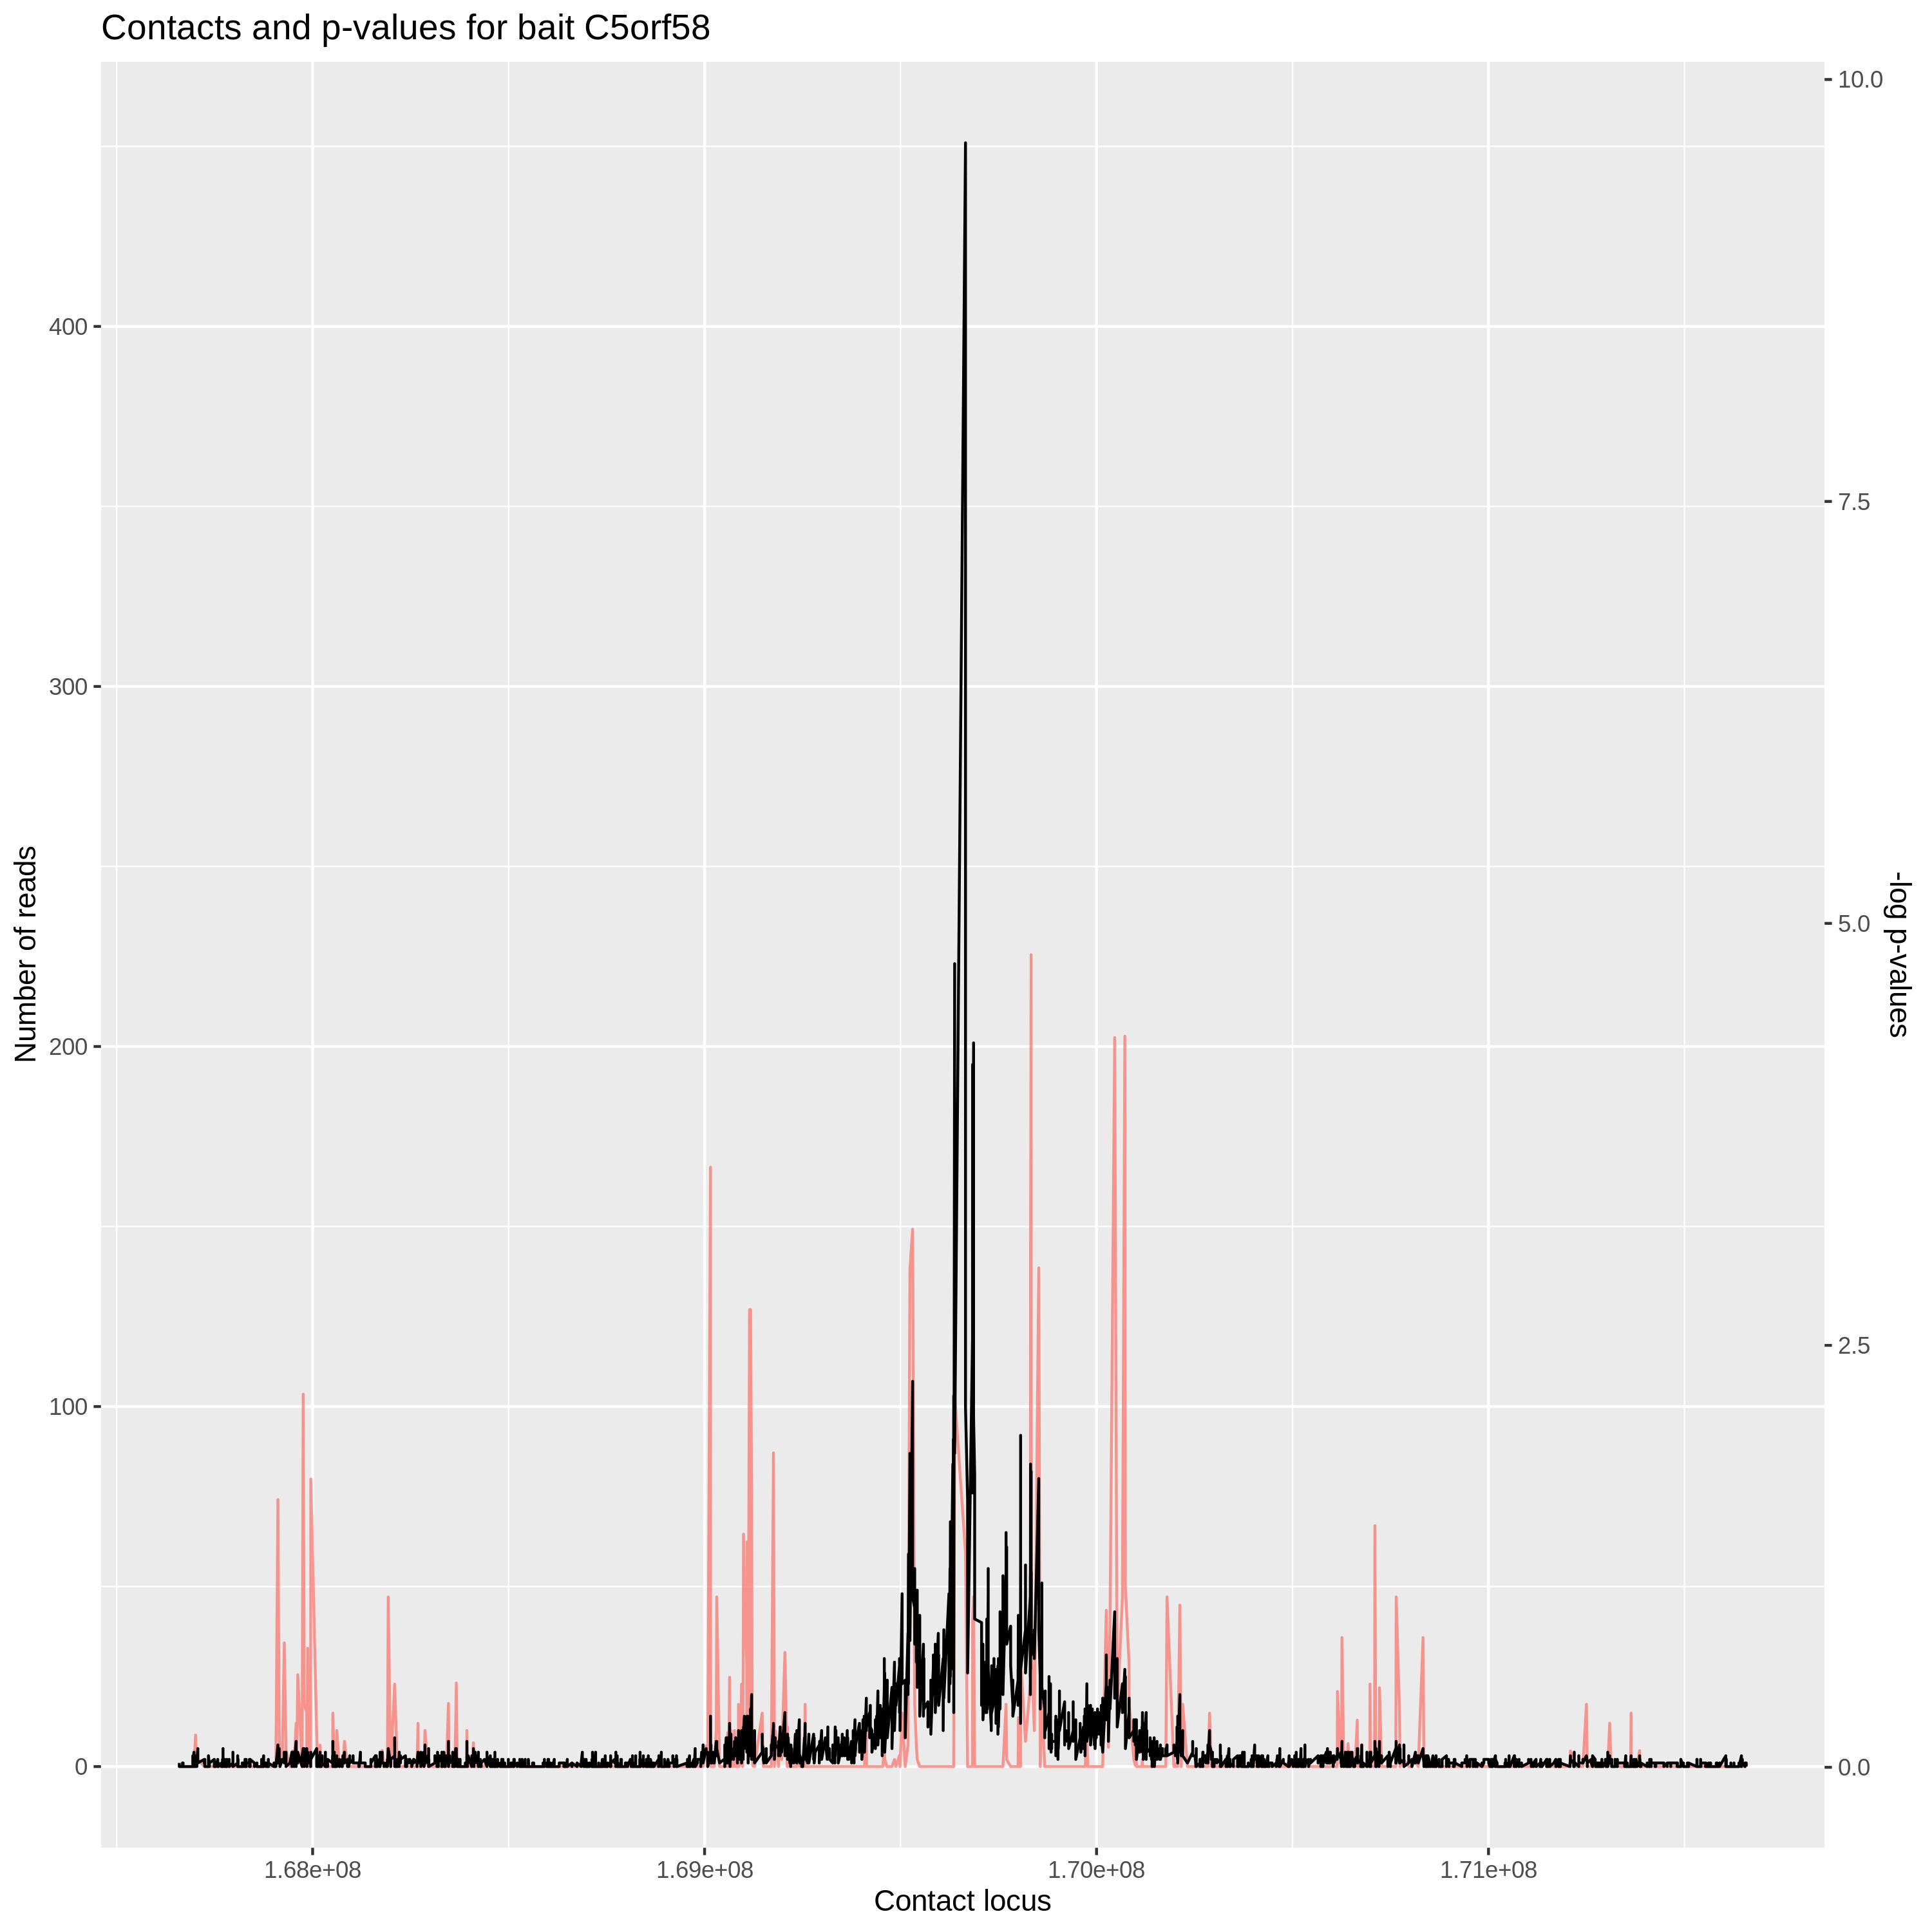 Contacts and p-values for bait C5orf58
10.0
7.5
5.0
2.5
0.0
400
300
200
100
0
Number of reads
-log p-values
1.68e+08
1.69e+08
1.70e+08
1.71e+08
Contact locus